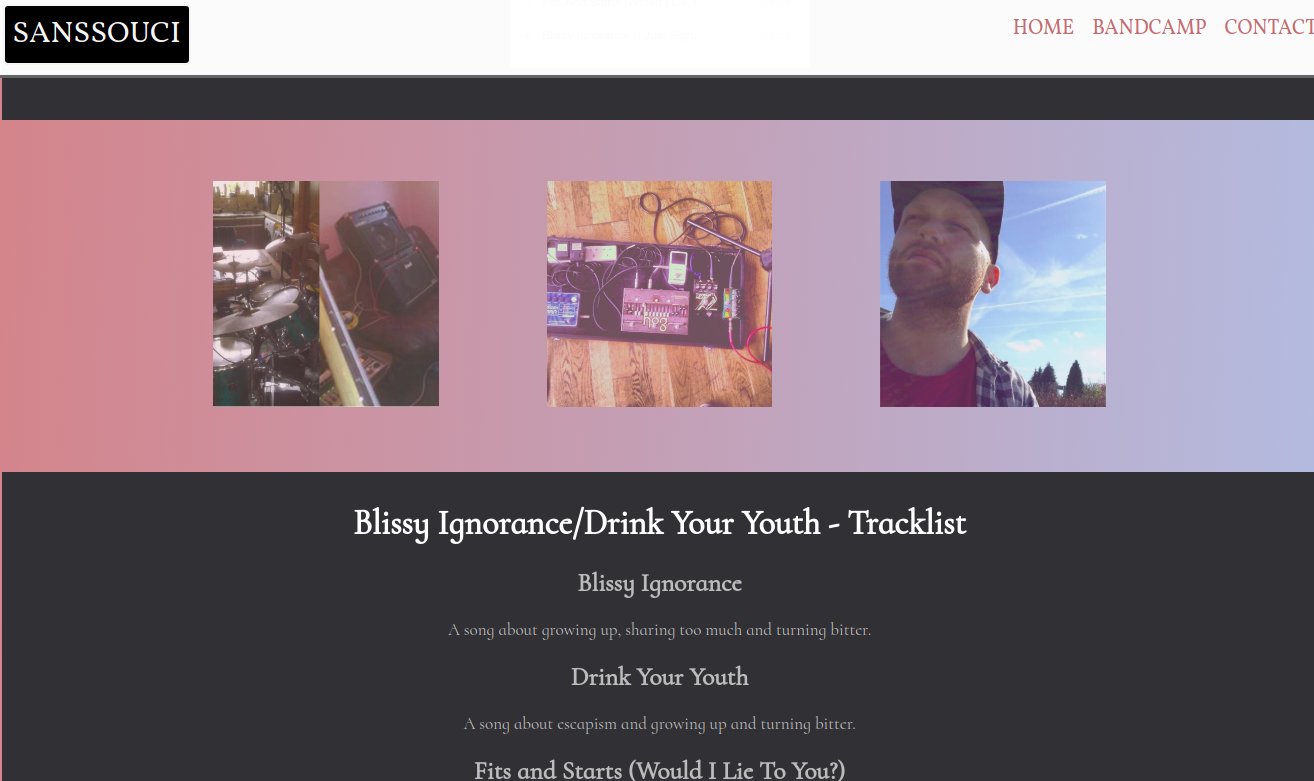 SANSSOUCI
HOME BANDCAMP CONTACT
hog
Blissy Ignorance/Drink Your Youth - Tracklist
Blissy Ignorance
A song about growing up, sharing too much and turning bitter.
Drink Your Youth
A song about escapism and growing up and turning bitter.
Fits and Starts (Would I Lie To You?)